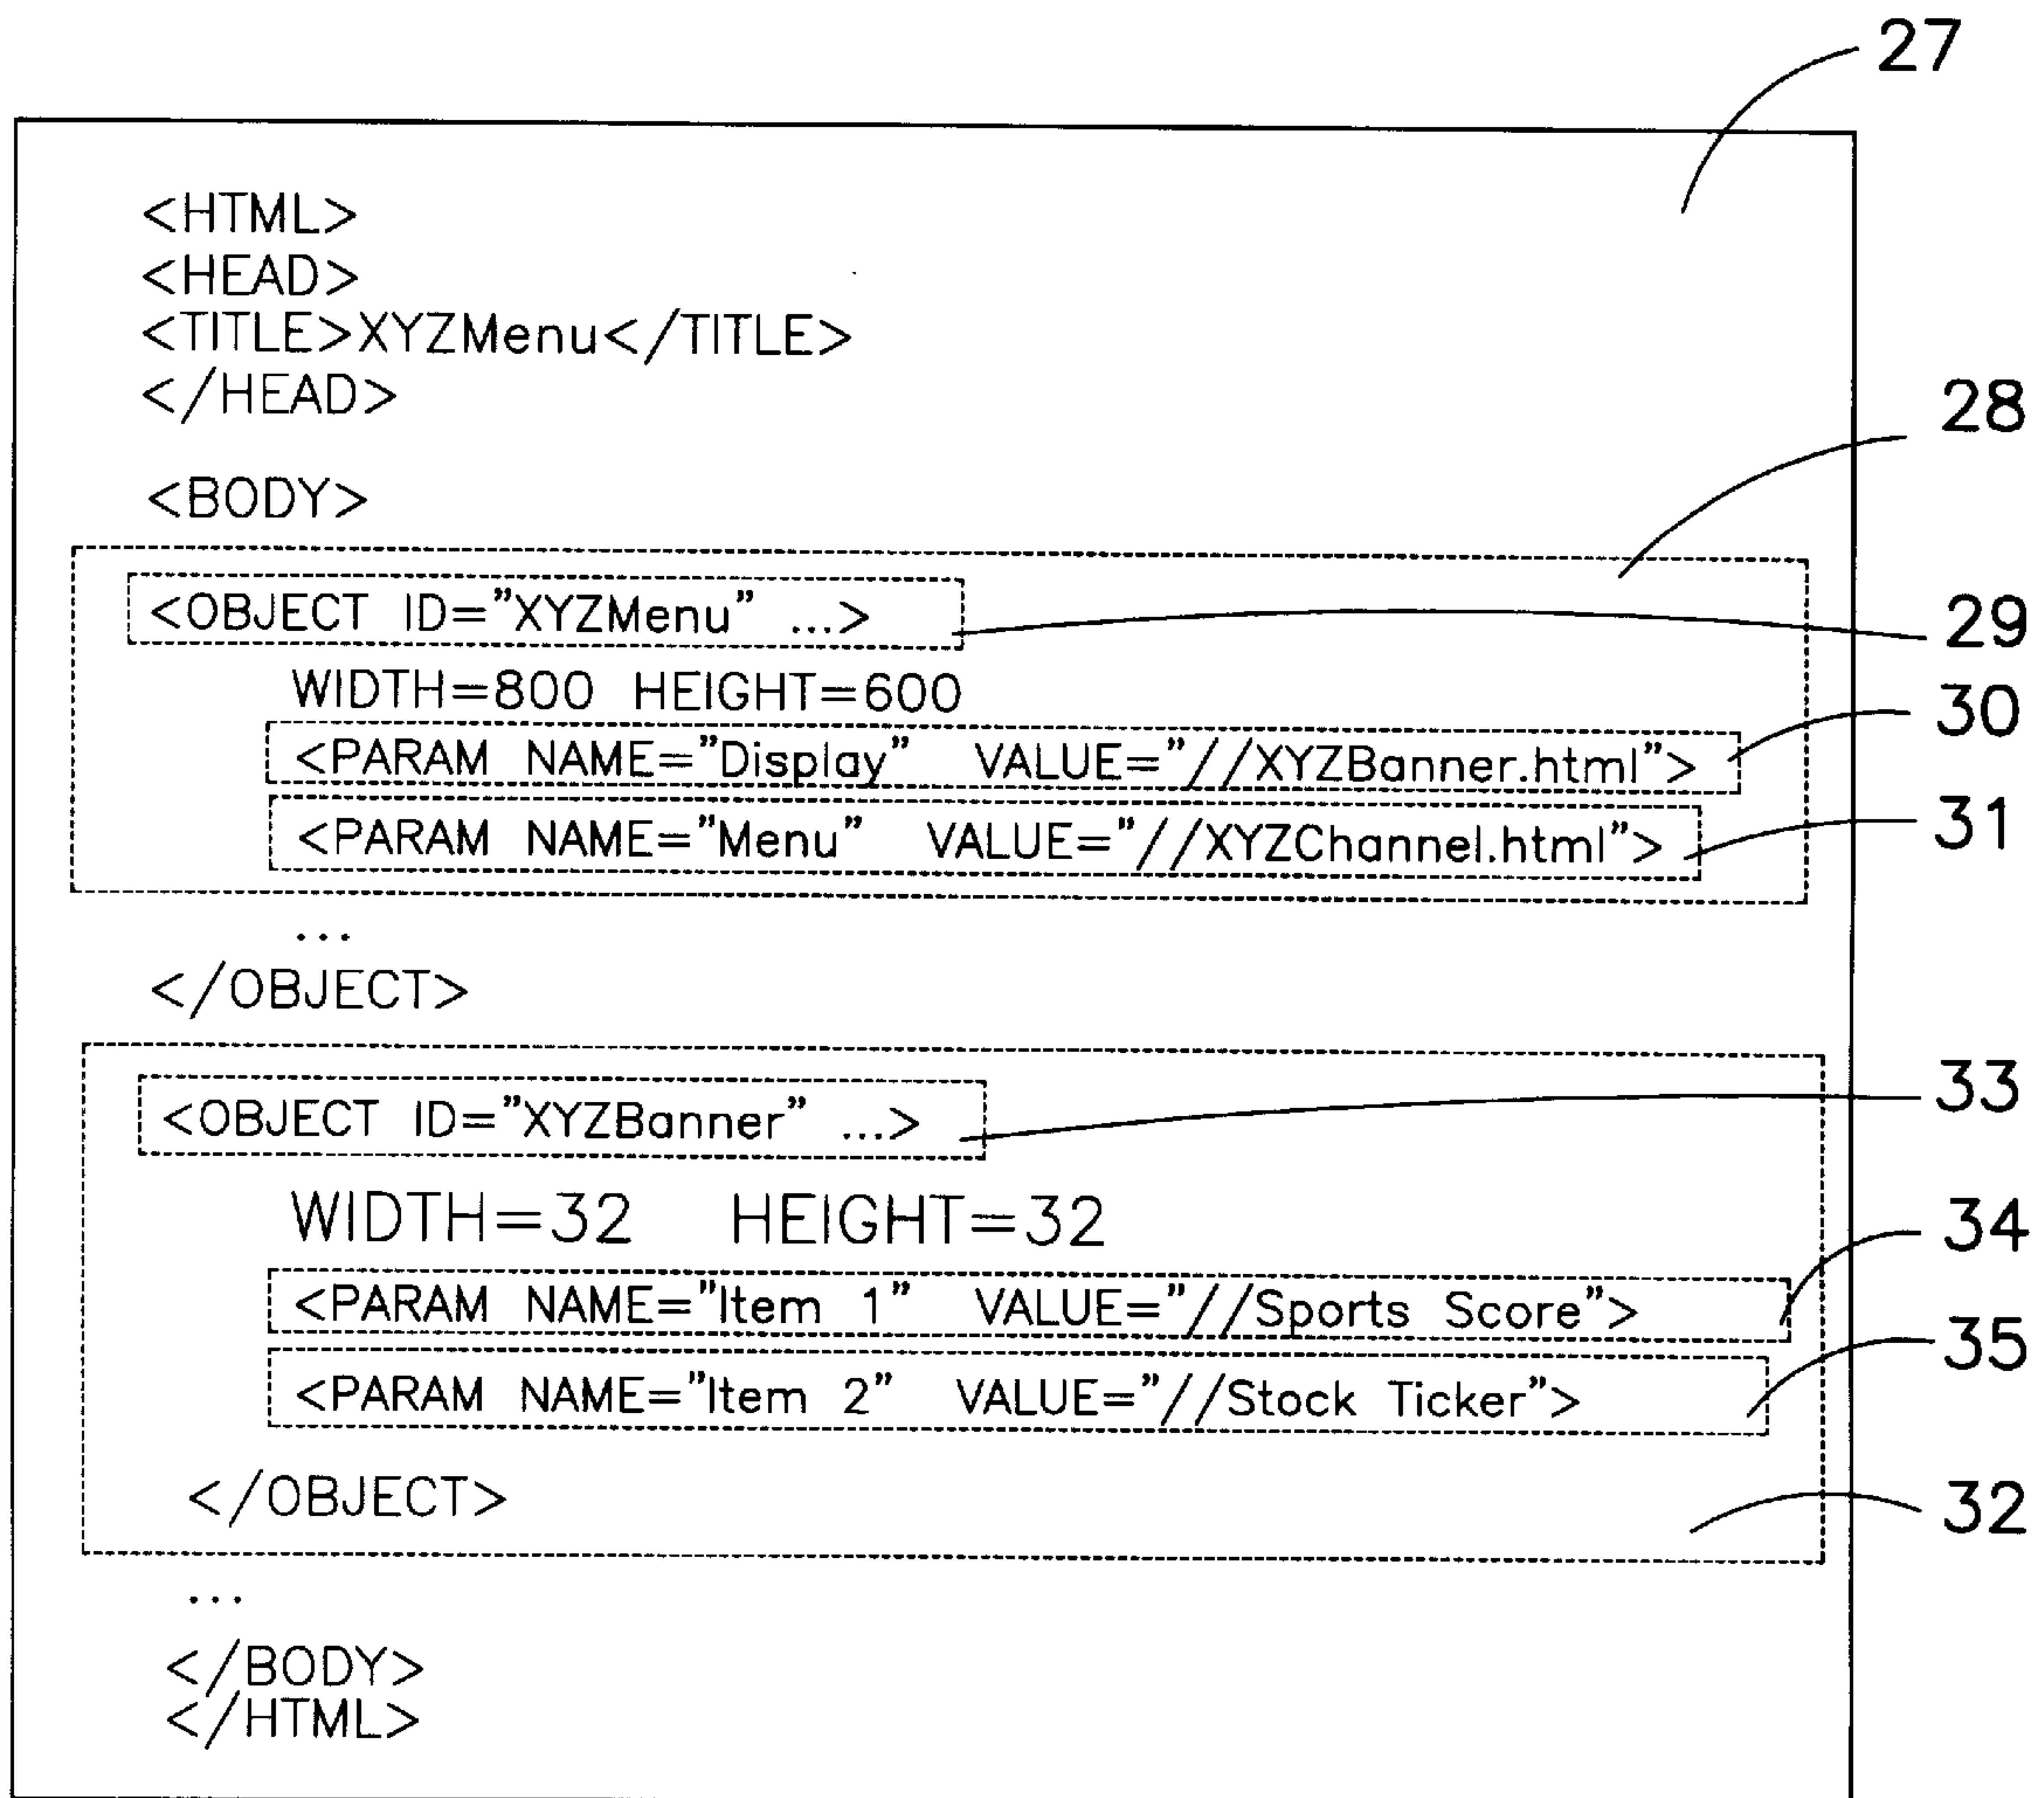 27
<HTML>
<HEAD>
<TITLE>XYZMenu</TITLE>
</HEAD>
28
<BODY>
<OBJECT ID="XYZMenu" ...>
29
WIDTH=800 HEIGHT=600
30
<PARAM NAME="Display" VALUE="//XYZBanner.html">
31
<PARAM NAME="Menu" VALUE="//XYZChannel.html">
...
</OBJECT>
33
<OBJECT ID="XYZBanner" ...>
WIDTH=32 HEIGHT=32
34
<PARAM NAME="Item 1" VALUE="//Sports Score">
35
<PARAM NAME="Item 2" VALUE="//Stock Ticker">
</OBJECT>
32
...
</BODY>
</HTML>